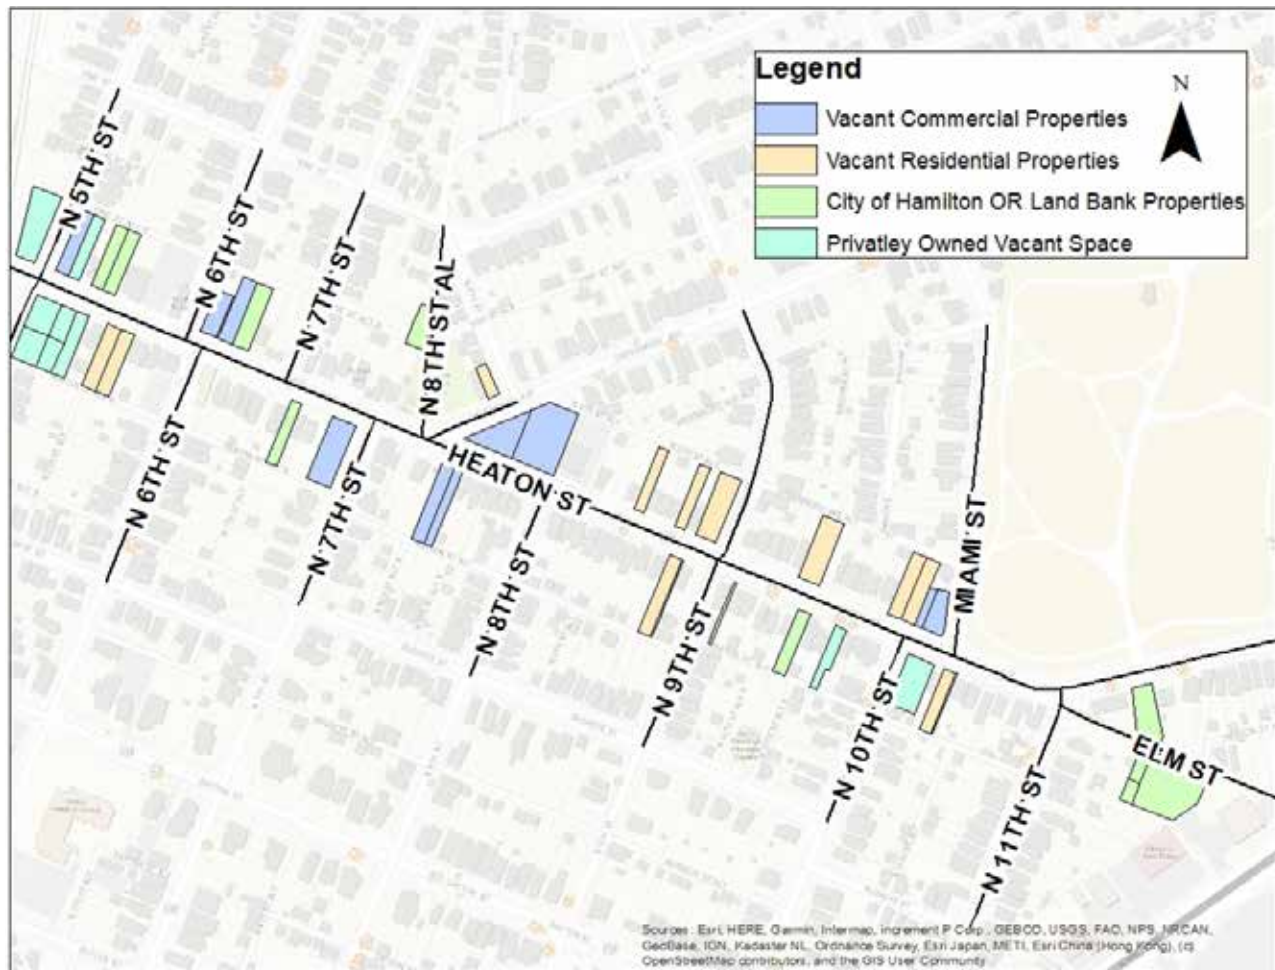 Legend
N
Vacant Commercial Properties
Vacant Residential Properties
City of Hamilton OR Land Bank Properties
Privatley Owned Vacant Space
N 5TH ST
N 6TH ST
N 7TH ST
N 8TH ST AL
HEATON ST
N 6TH ST
N 7TH ST
N 8TH ST
N 9TH ST
MIAMI ST
N 10TH ST
N 11TH ST
ELM ST
Sources: Esri, HERE, Garmin, Intermap, increment P Corp., GEBCO, USGS, FAO, NPS, NRCAN,
GeoBase, IGN, Kadaster NL, Ordnance Survey, Esri Japan, METI, Esri China (Hong Kong), (c)
OpenStreetMap contributors, and the GIS User Community